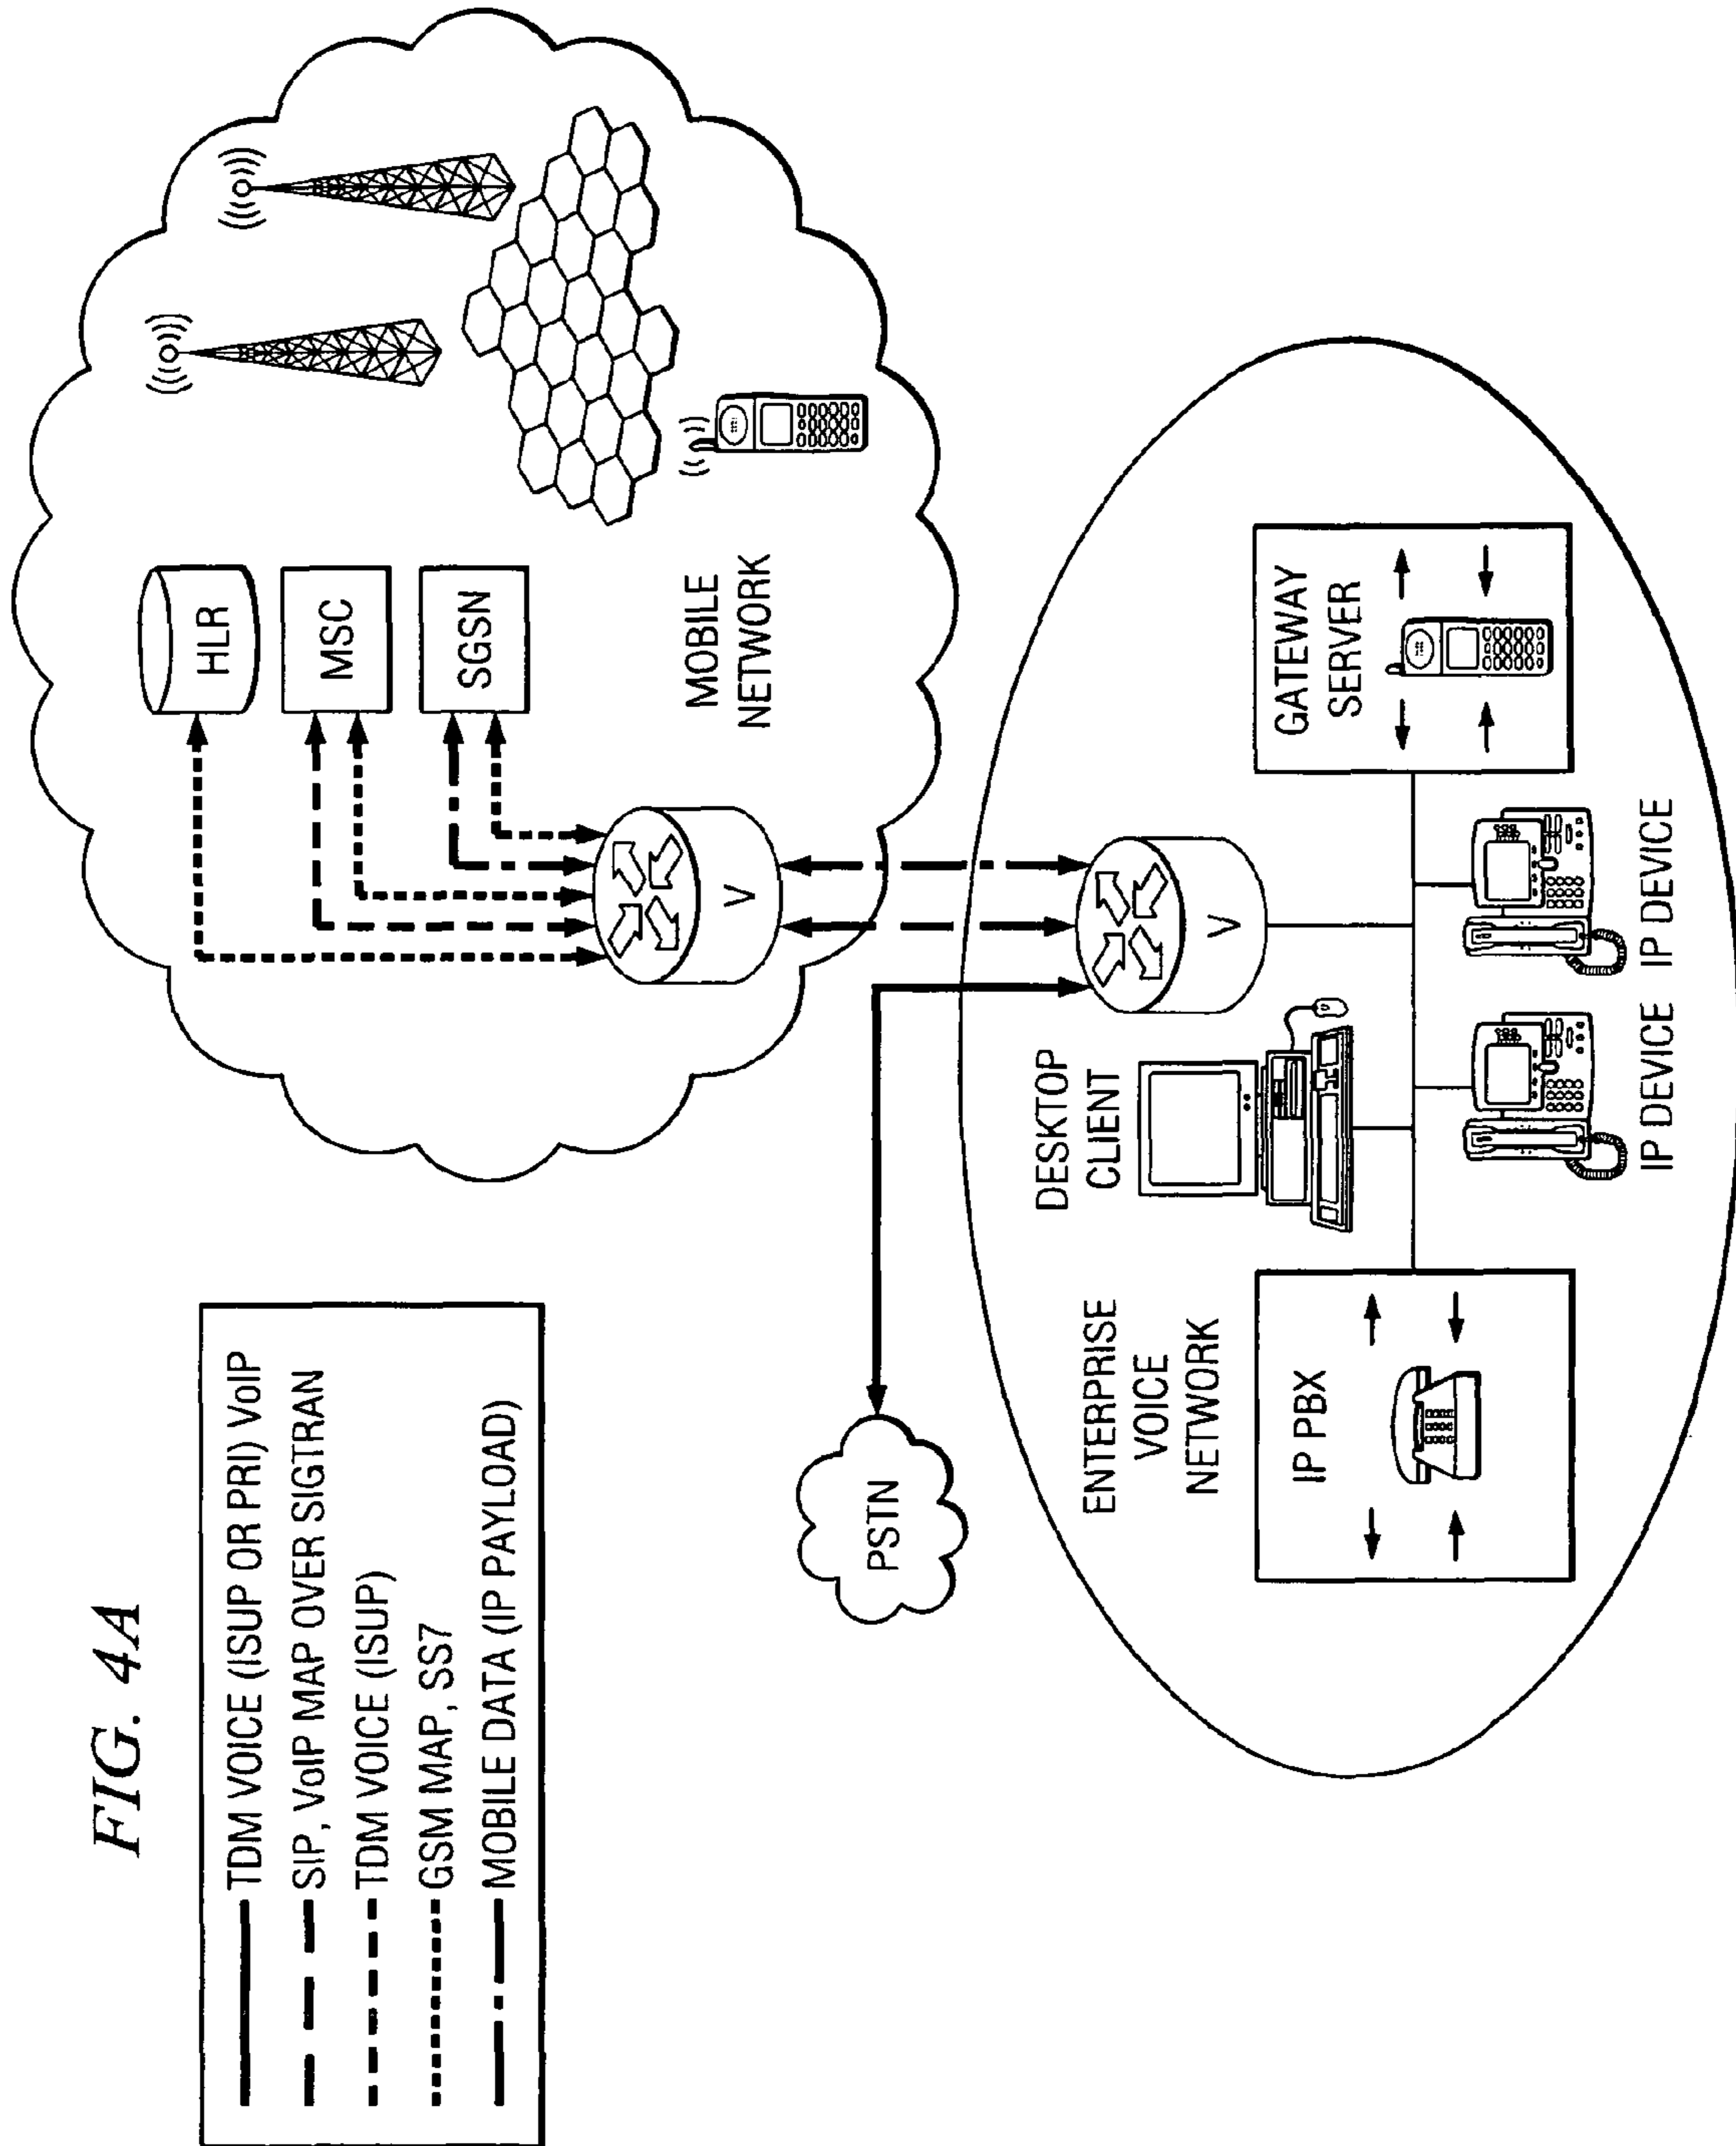 FIG. 4A
TDM VOICE (ISUP OR PRI) VoIP
SIP, VoIP MAP OVER SIGTRAN
TDM VOICE (ISUP)
GSM MAP, SS7
MOBILE DATA (IP PAYLOAD)
HLR
MSC
SGSN
MOBILE
NETWORK
V
PSTN
ENTERPRISE
VOICE
NETWORK
DESKTOP
CLIENT
V
IP PBX
GATEWAY
SERVER
IP DEVICE
IP DEVICE